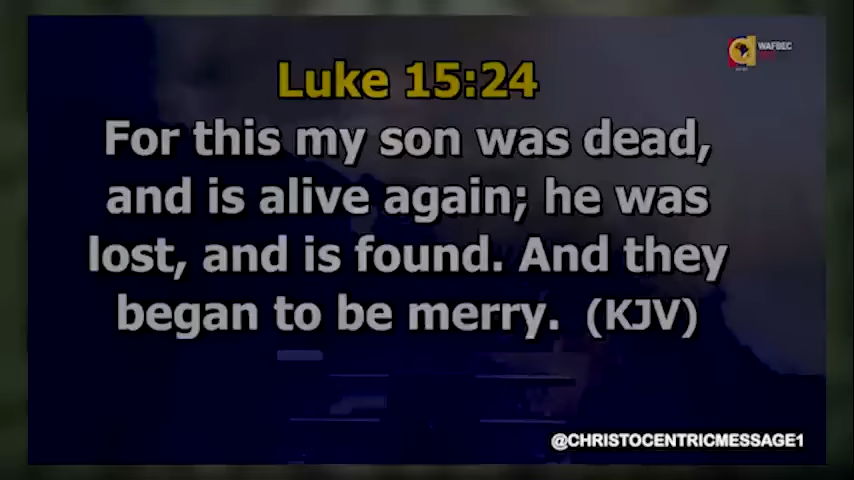 WAFBEC
Luke 15:24
For this my son was dead,
and is alive again; he was
lost, and is found. And they
began to be merry. (KJV)
@CHRISTOCENTRICMESSAGE1